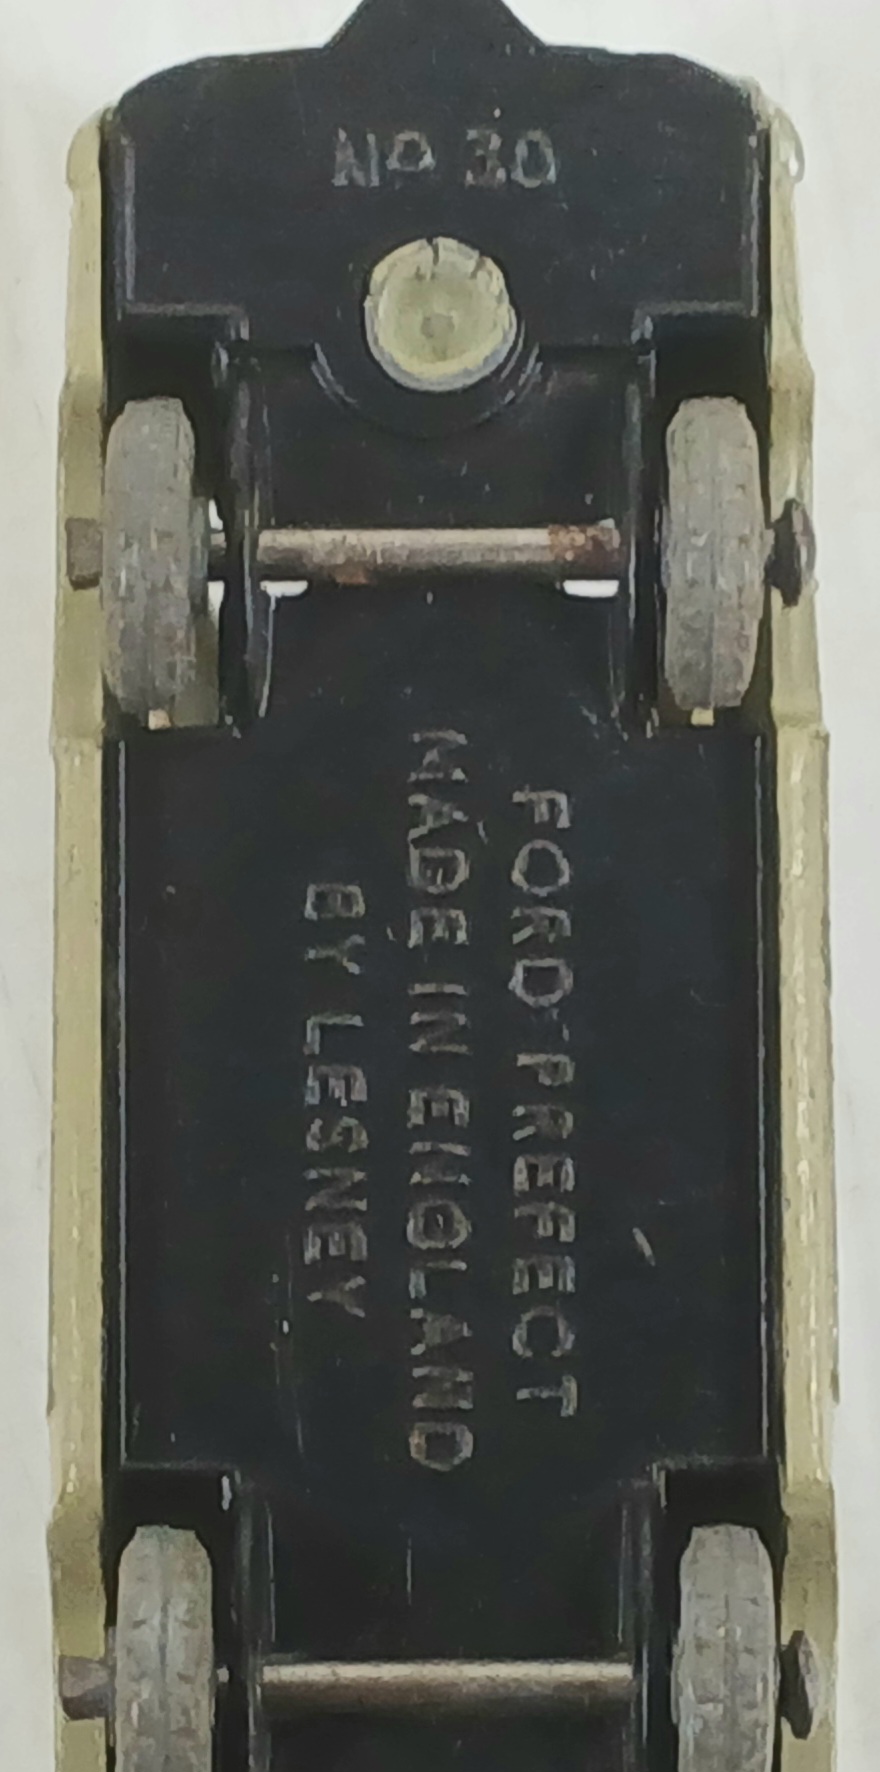 Nº 30
FORD PREFECT
MADE IN ENGLAND
BY LESNEY